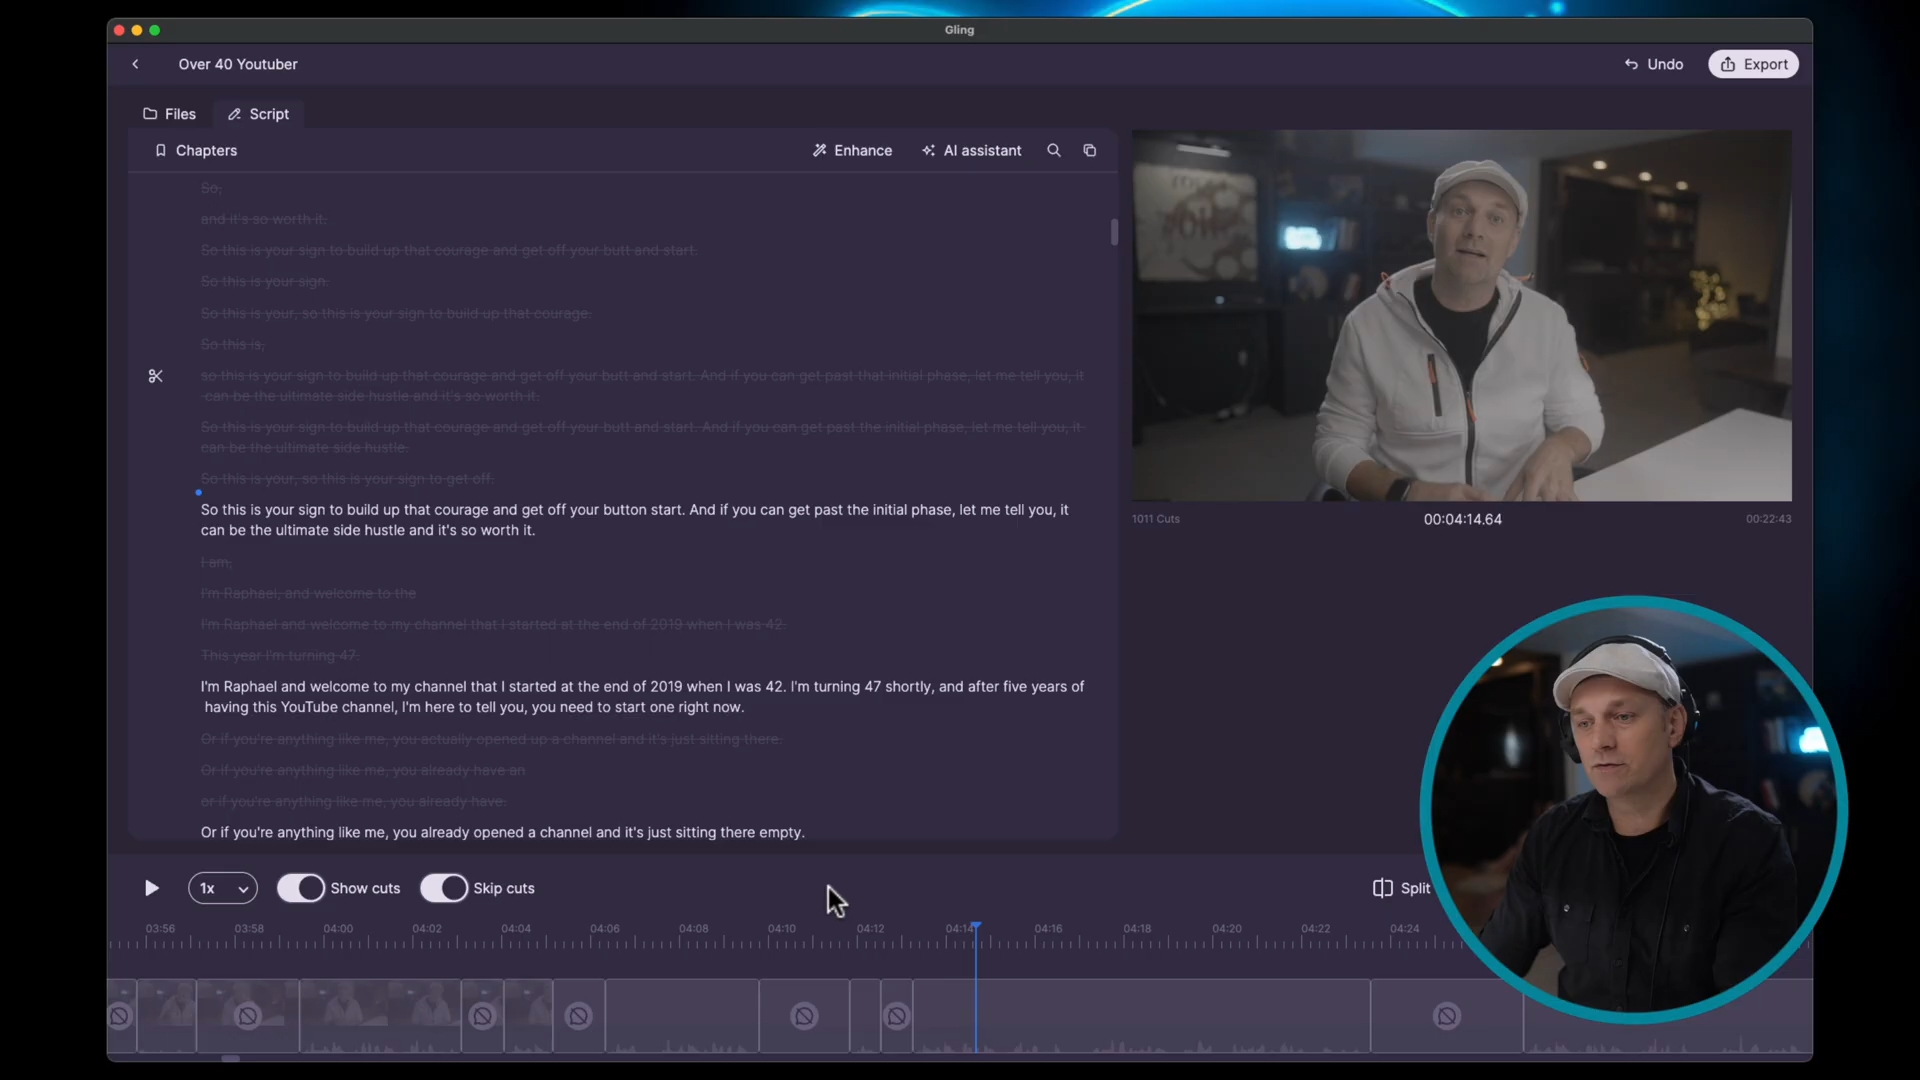 Gling
Over 40 Youtuber
Undo
Export
Files
Script
Chapters
Enhance
AI assistant
So,
and it's so worth it.
So this is your sign to build up that courage and get off your butt and start.
So this is your sign.
So this is your, so this is your sign to build up that courage.
So this is,
so this is your sign to build up that courage and get off your butt and start. And if you can get past that initial phase, let me tell you, it
can be the ultimate side hustle and it's so worth it.
So this is your sign to build up that courage and get off your butt and start. And if you can get past the initial phase, let me tell you, it
can be the ultimate side hustle.
So this is your, so this is your sign to get off.
So this is your sign to build up that courage and get off your button start. And if you can get past the initial phase, let me tell you, it
can be the ultimate side hustle and it's so worth it.
I am,
I'm Raphael, and welcome to the
I'm Raphael and welcome to my channel that I started at the end of 2019 when I was 42.
This year I'm turning 47.
I'm Raphael and welcome to my channel that I started at the end of 2019 when I was 42. I'm turning 47 shortly, and after five years of
having this YouTube channel, I'm here to tell you, you need to start one right now.
Or if you're anything like me, you actually opened up a channel and it's just sitting there.
Or if you're anything like me, you already have an
or if you're anything like me, you already have.
Or if you're anything like me, you already opened a channel and it's just sitting there empty.
1011 Cuts
00:04:14.64
00:22:43
1x
Show cuts
Skip cuts
Split
03:56
03:58
04:00
04:02
04:04
04:06
04:08
04:10
04:12
04:14
04:16
04:18
04:20
04:22
04:24